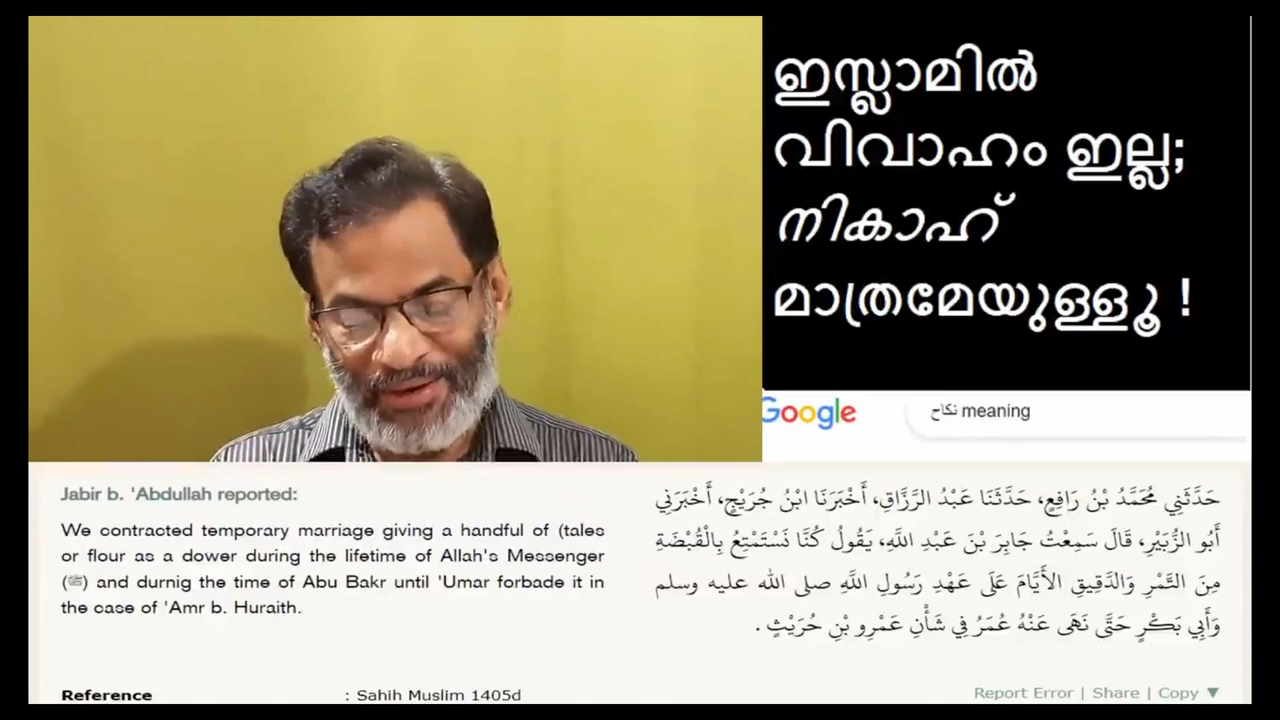 ഇസ്ലാമിൽ
വിവാഹം ഇല്ല;
നികാഹ്
മാത്രമേയുള്ളൂ !
Google
نكاح meaning
Jabir b. 'Abdullah reported:
We contracted temporary marriage giving a handful of (tales
or flour as a dower during the lifetime of Allah's Messenger
(ﷺ) and durnig the time of Abu Bakr until 'Umar forbade it in
the case of 'Amr b. Huraith.
حَدَّثَنِي مُحَمَّدُ بْنُ رَافِعٍ، حَدَّثَنَا عَبْدُ الرَّزَّاقِ، أَخْبَرَنَا ابْنُ جُرَيْجٍ، أَخْبَرَنِي
أَبُو الزُّبَيْرِ، قَالَ سَمِعْتُ جَابِرَ بْنَ عَبْدِ اللَّهِ، يَقُولُ كُنَّا نَسْتَمْتِعُ بِالْقُبْضَةِ
مِنَ التَّمْرِ وَالدَّقِيقِ الأَيَّامَ عَلَى عَهْدِ رَسُولِ اللَّهِ صلى الله عليه وسلم
وَأَبِي بَكْرٍ حَتَّى نَهَى عَنْهُ عُمَرُ فِي شَأْنِ عَمْرِو بْنِ حُرَيْثٍ .
Reference : Sahih Muslim 1405d
Report Error | Share | Copy ▼